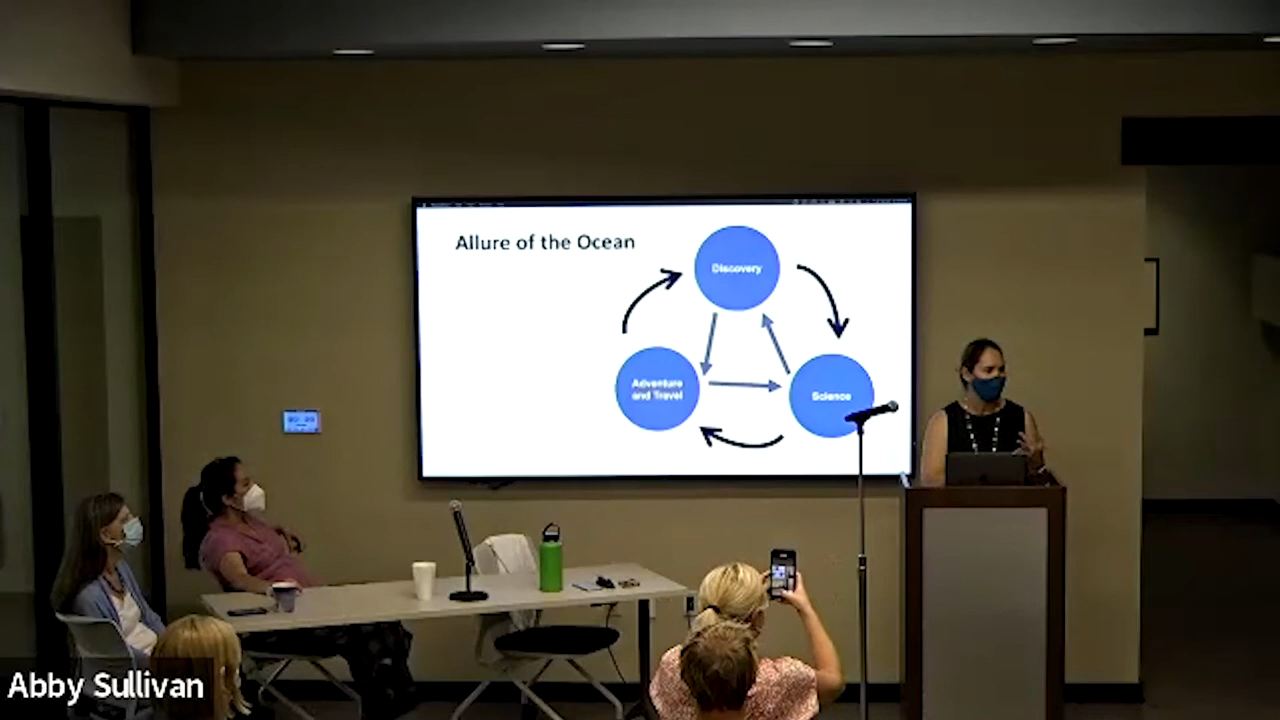 Allure of the Ocean
Discovery
Adventure
and Travel
Science
Abby Sullivan